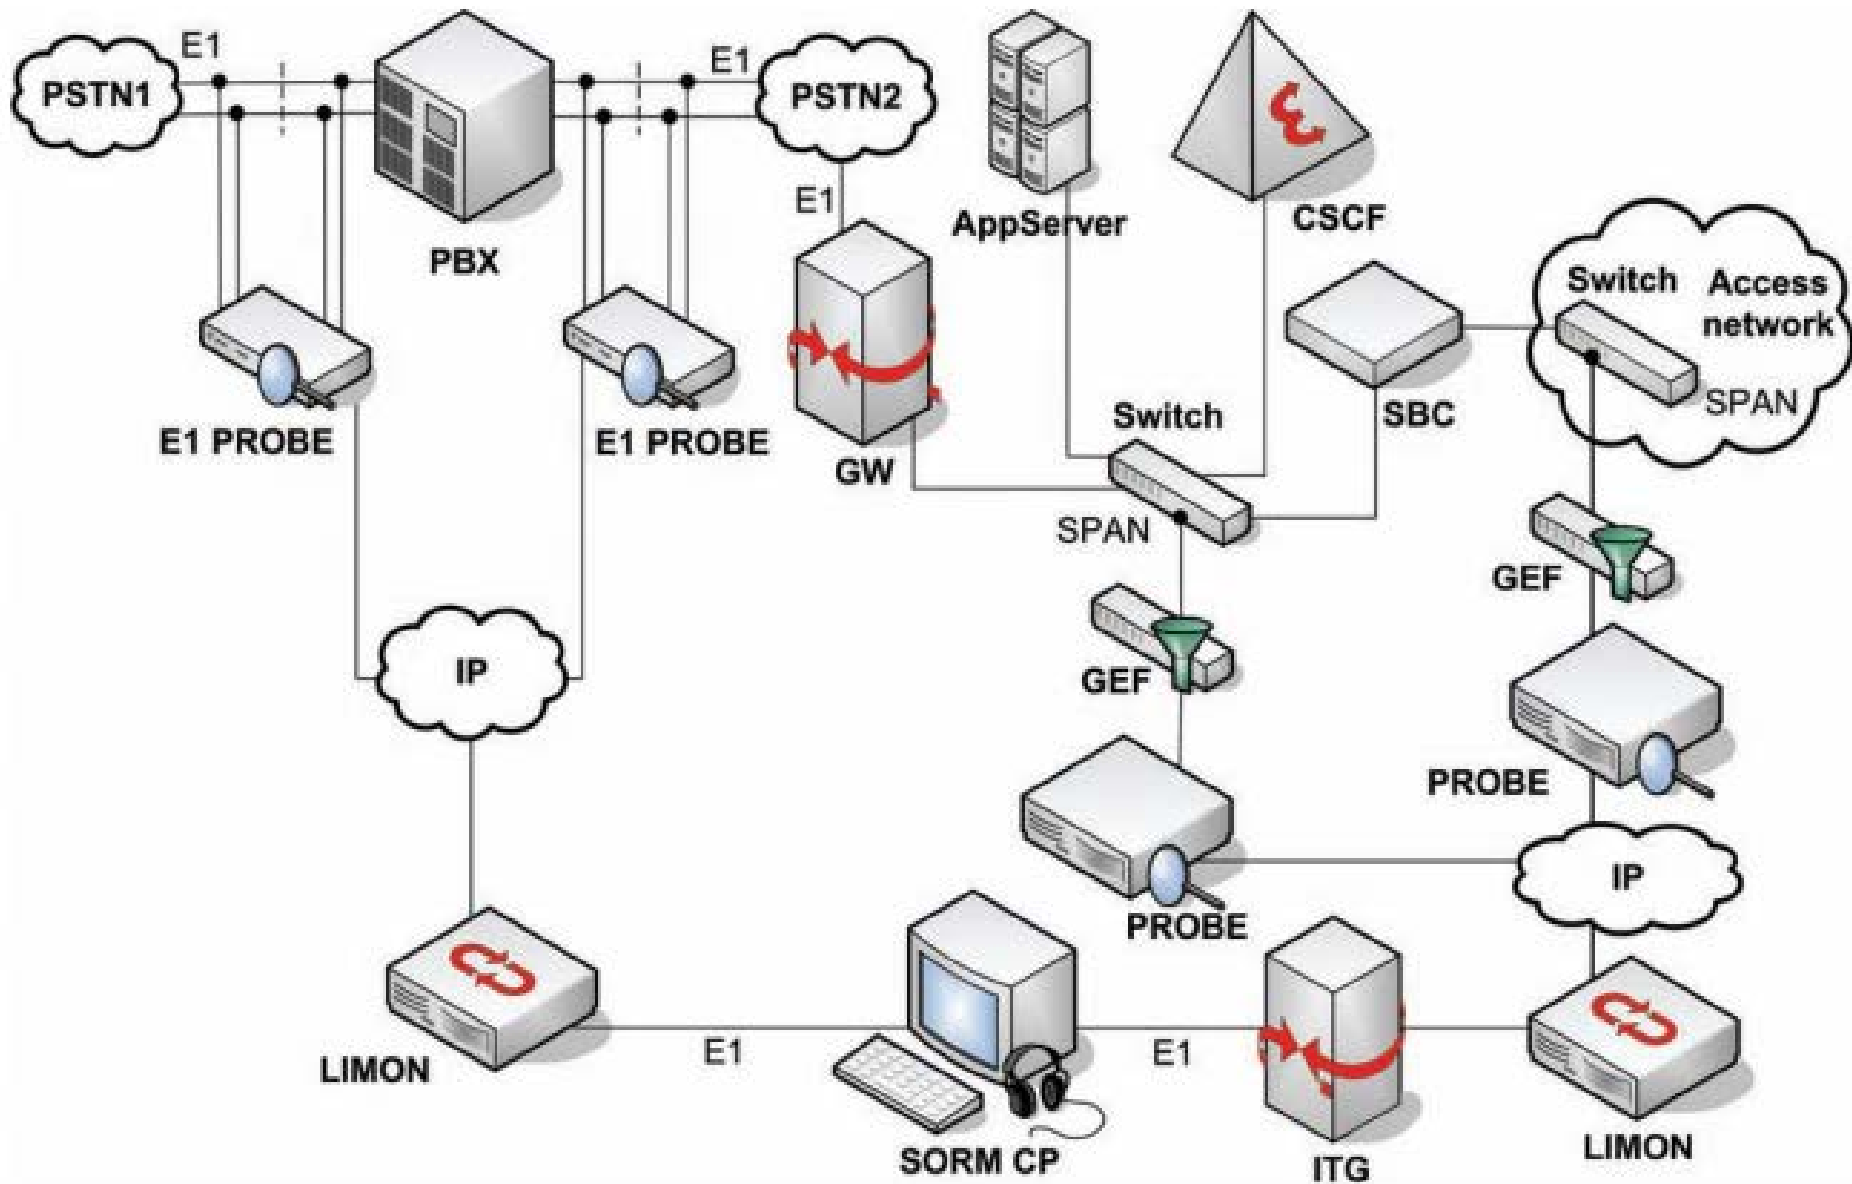 E1
E1
PSTN1
PSTN2
E1
PBX
AppServer
CSCF
Switch
Access
network
SPAN
E1 PROBE
E1 PROBE
GW
Switch
SBC
SPAN
GEF
GEF
IP
PROBE
IP
PROBE
LIMON
E1
E1
SORM CP
ITG
LIMON